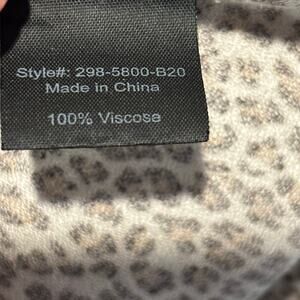 Style#: 298-5800-B20
Made in China
100% Viscose